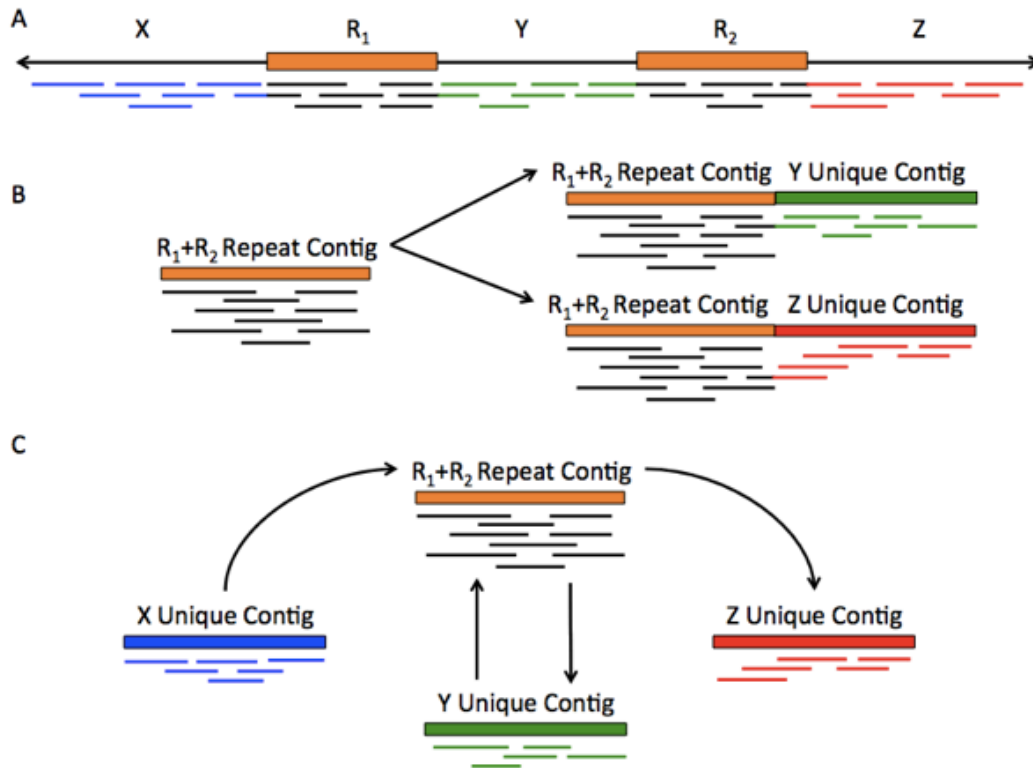 A
X R₁ Y R₂ Z
B
R₁+R₂ Repeat Contig Y Unique Contig
R₁+R₂ Repeat Contig
R₁+R₂ Repeat Contig Z Unique Contig
C
R₁+R₂ Repeat Contig
X Unique Contig Z Unique Contig
Y Unique Contig